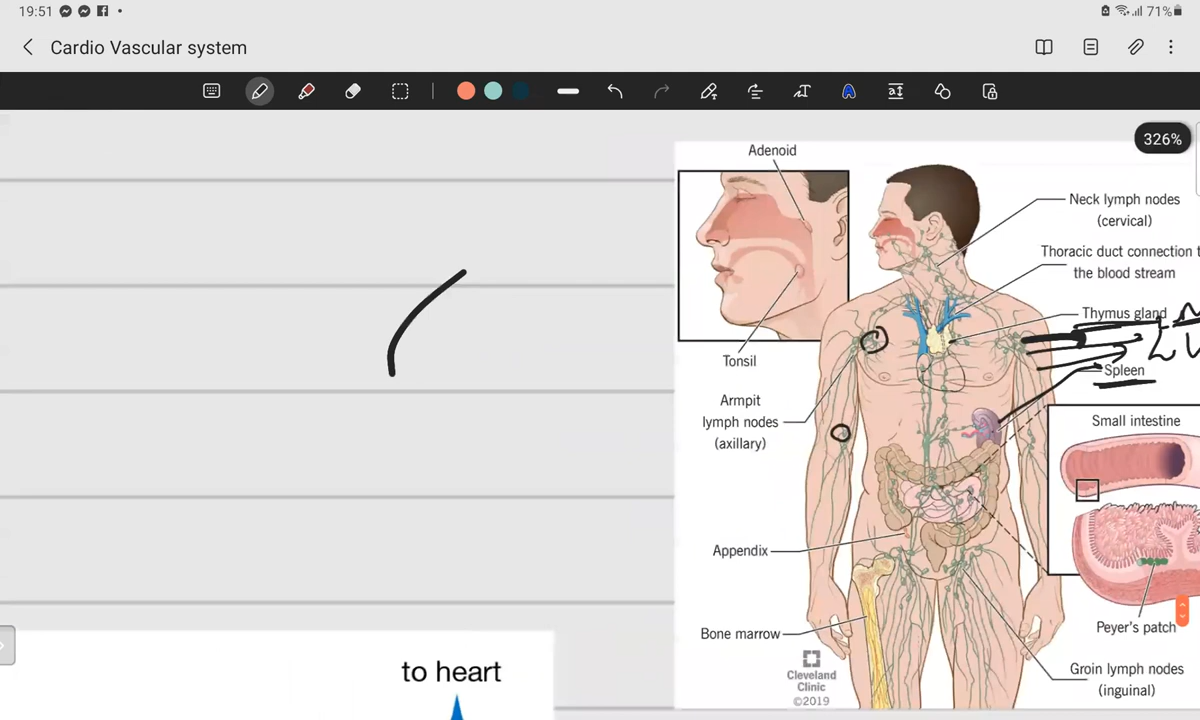 19:51
71%
Cardio Vascular system
326%
Adenoid
Neck lymph nodes
(cervical)
Thoracic duct connection t
the blood stream
Thymus gland
Tonsil
Spleen
Armpit
lymph nodes
(axillary)
Small intestine
Appendix
Bone marrow
Peyer's patch
Groin lymph nodes
(inguinal)
Cleveland
Clinic
©2019
to heart